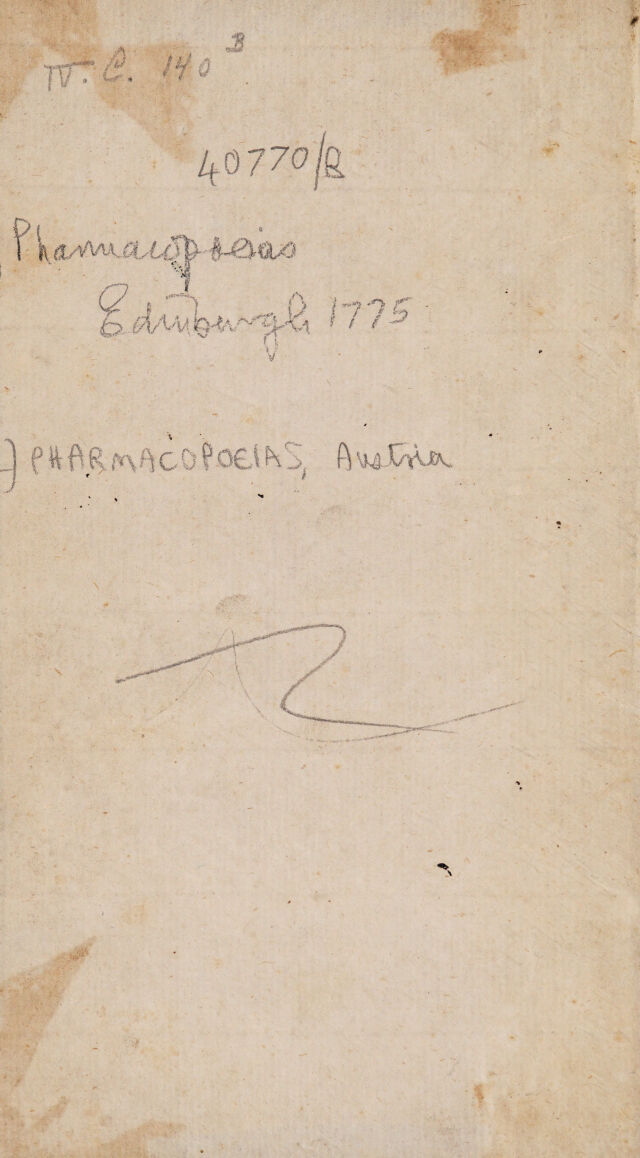 IV. C. 140 B
40770/B
Pharmacopoeias
Edinburgh 1775
] PHARMACOPOEIAS, Austria